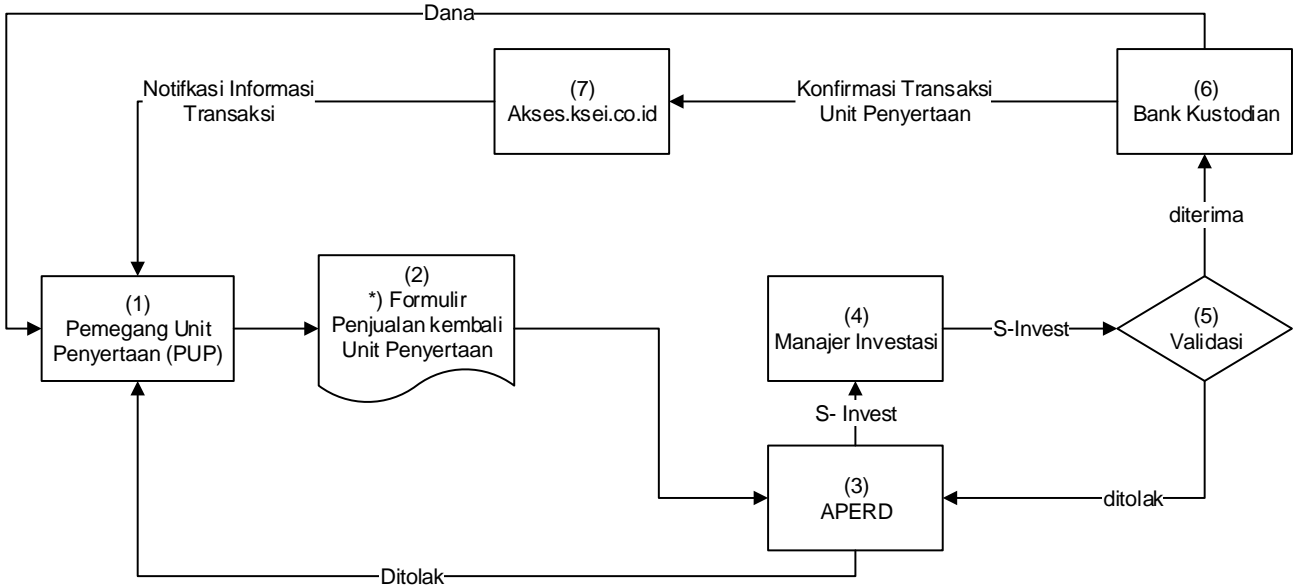 Dana
Notifkasi Informasi
Transaksi
(7)
Akses.ksei.co.id
Konfirmasi Transaksi
Unit Penyertaan
(6)
Bank Kustodian
diterima
(1)
Pemegang Unit
Penyertaan (PUP)
(2)
*) Formulir
Penjualan kembali
Unit Penyertaan
(4)
Manajer Investasi
S-Invest
(5)
Validasi
S- Invest
(3)
APERD
ditolak
Ditolak